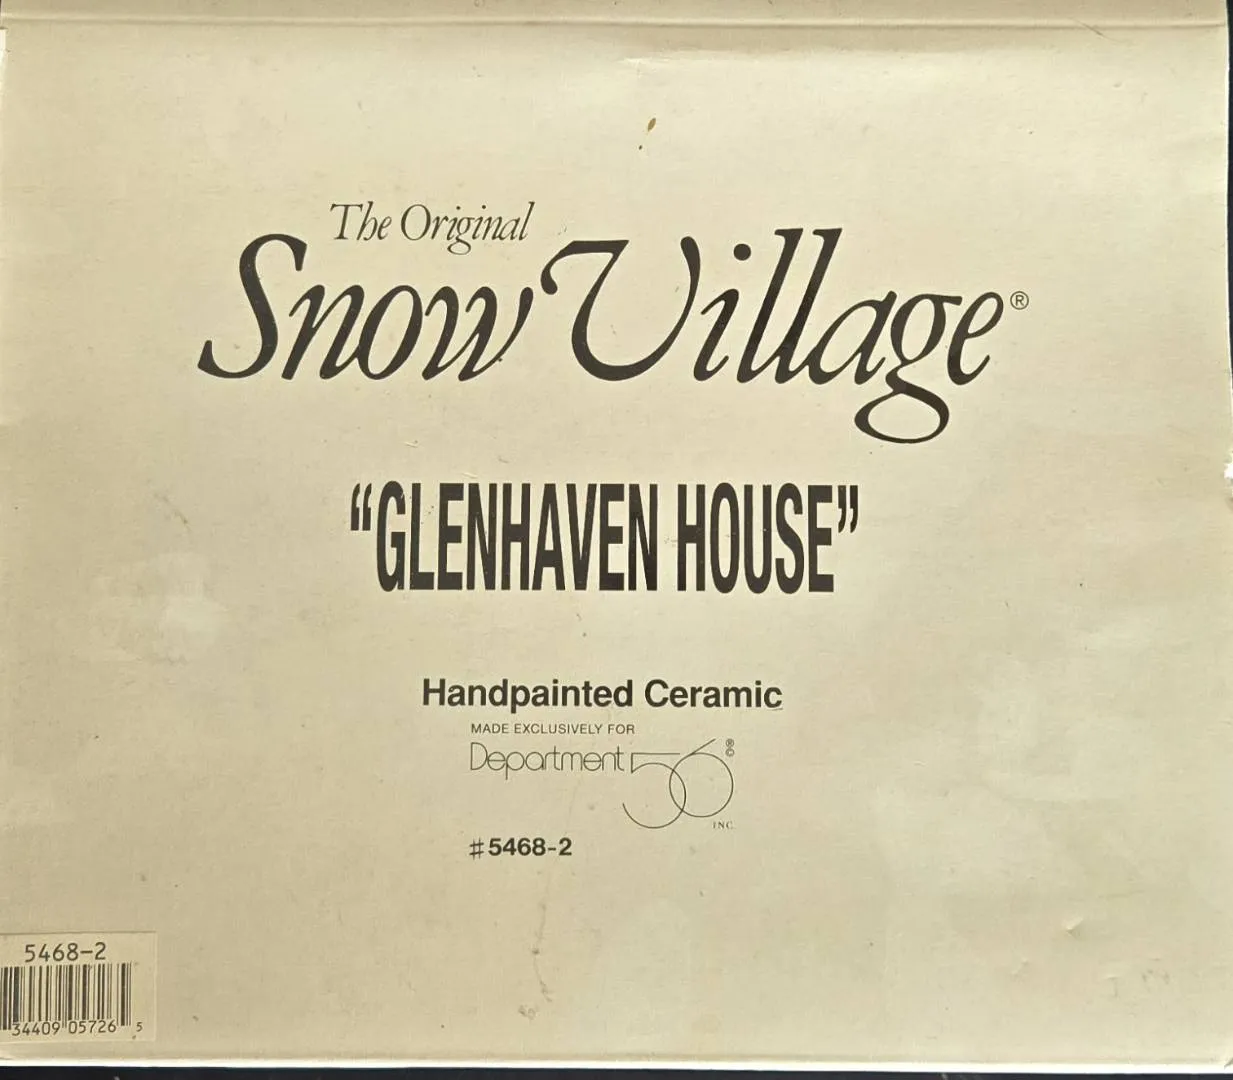 The Original
Snow Village®
“GLENHAVEN HOUSE”
Handpainted Ceramic
MADE EXCLUSIVELY FOR
Department 56 ® ©
INC.
#5468-2
5468-2
34409 05726 5